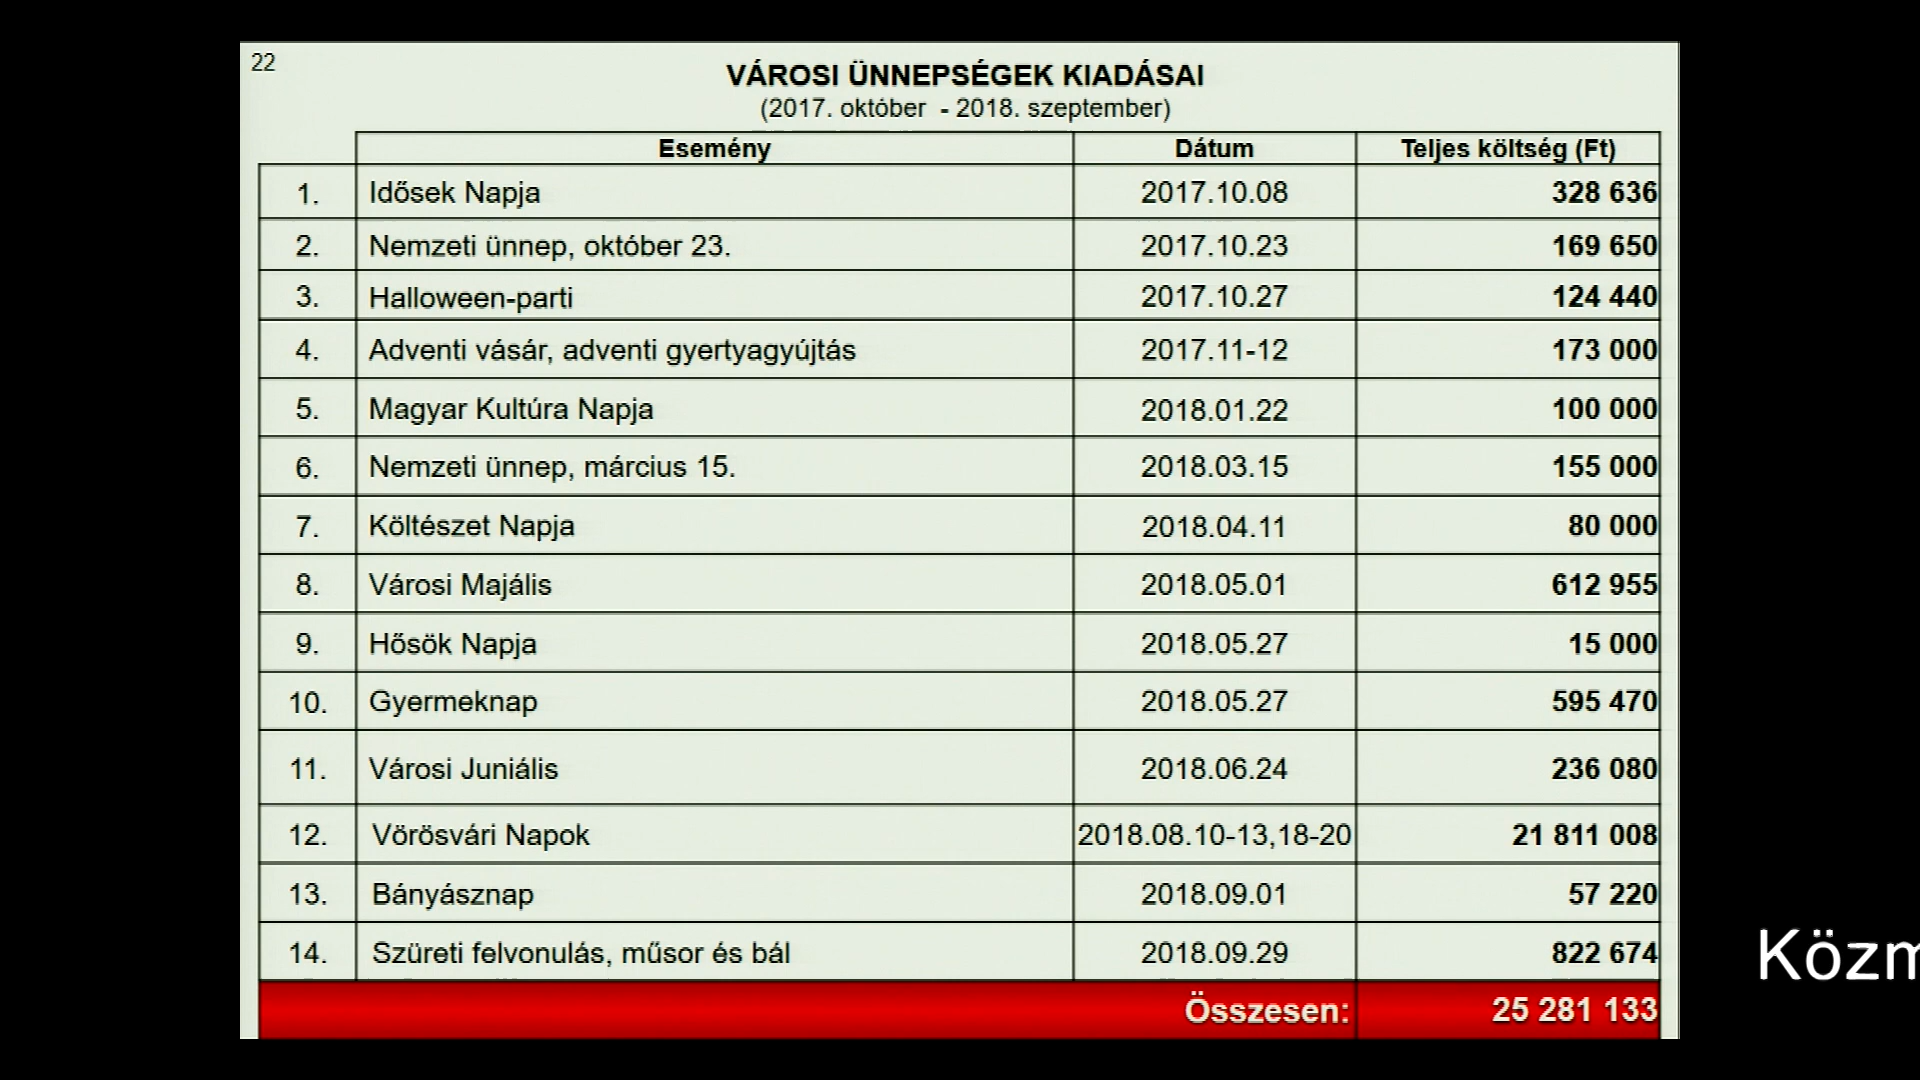 22
VÁROSI ÜNNEPSÉGEK KIADÁSAI
(2017. október - 2018. szeptember)
Esemény Dátum Teljes költség (Ft)
1. Idősek Napja 2017.10.08 328 636
2. Nemzeti ünnep, október 23. 2017.10.23 169 650
3. Halloween-parti 2017.10.27 124 440
4. Adventi vásár, adventi gyertyagyújtás 2017.11-12 173 000
5. Magyar Kultúra Napja 2018.01.22 100 000
6. Nemzeti ünnep, március 15. 2018.03.15 155 000
7. Költészet Napja 2018.04.11 80 000
8. Városi Majális 2018.05.01 612 955
9. Hősök Napja 2018.05.27 15 000
10. Gyermeknap 2018.05.27 595 470
11. Városi Juniális 2018.06.24 236 080
12. Vörösvári Napok 2018.08.10-13,18-20 21 811 008
13. Bányásznap 2018.09.01 57 220
14. Szüreti felvonulás, műsor és bál 2018.09.29 822 674
Összesen: 25 281 133